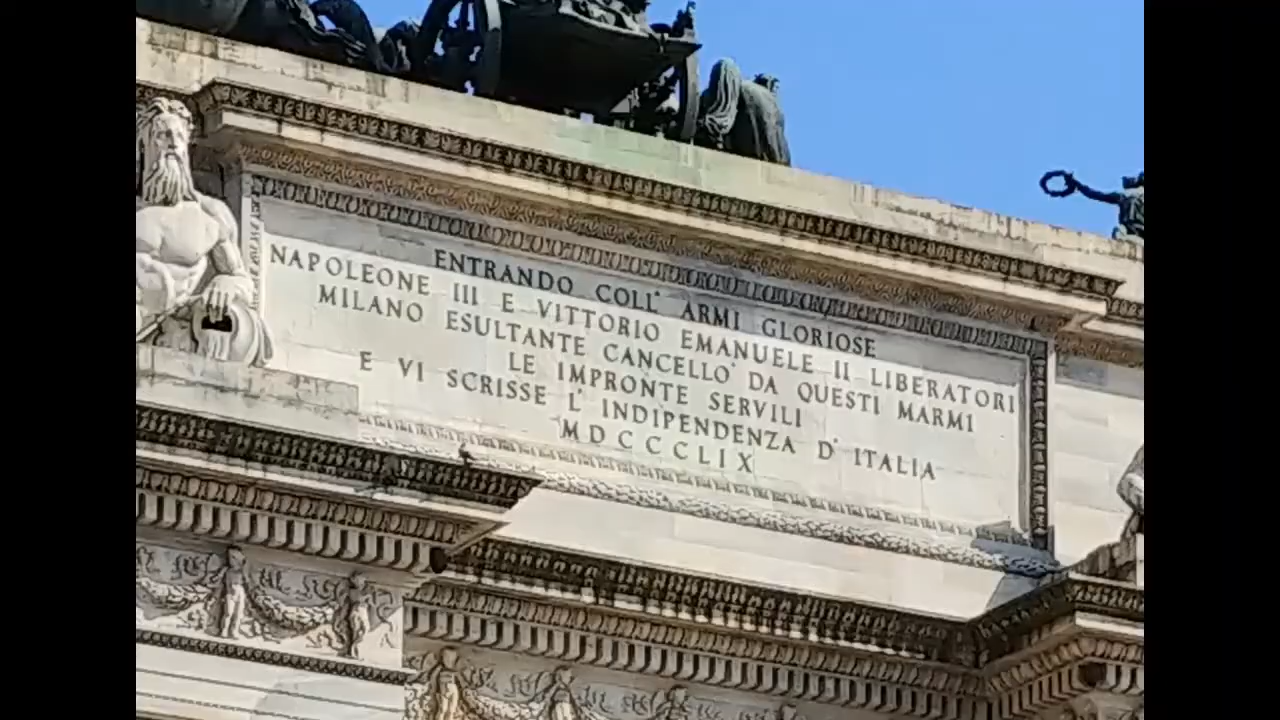 ENTRANDO COLL' ARMI GLORIOSE
NAPOLEONE III E VITTORIO EMANUELE II LIBERATORI
MILANO ESULTANTE CANCELLO' DA QUESTI MARMI
LE IMPRONTE SERVILI
E VI SCRISSE L' INDIPENDENZA D' ITALIA
MDCCCLIX